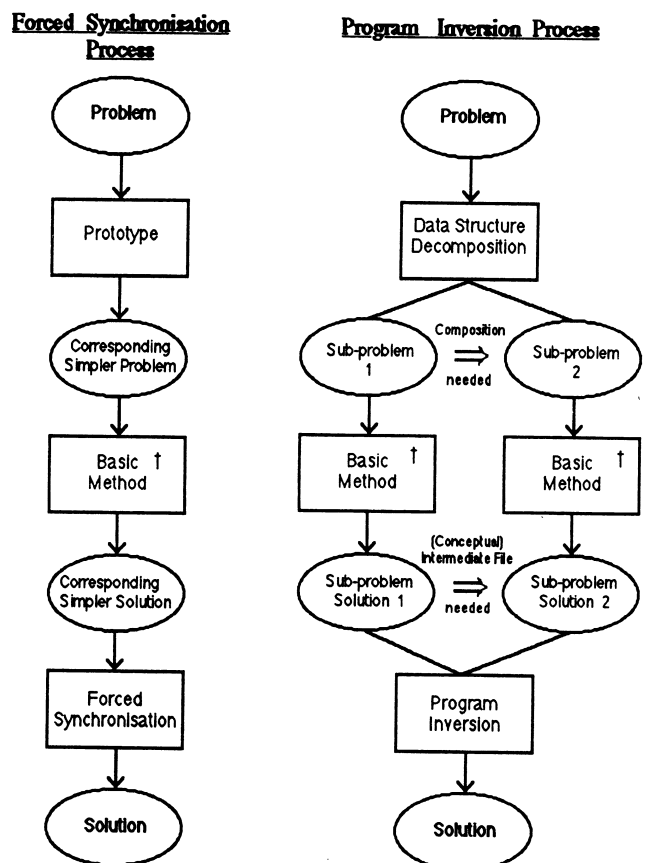 Forced Synchronisation
Process
Problem
Prototype
Corresponding
Simpler Problem
Basic †
Method
Corresponding
Simpler Solution
Forced
Synchronisation
Solution
Program Inversion Process
Problem
Data Structure
Decomposition
Sub-problem
1
Composition
⇒
needed
Sub-problem
2
Basic †
Method
Basic †
Method
Sub-problem
Solution 1
(Conceptual)
Intermediate File
⇒
needed
Sub-problem
Solution 2
Program
Inversion
Solution